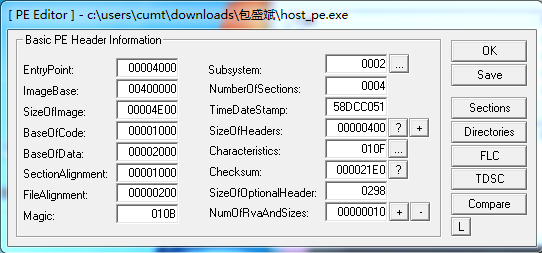 [ PE Editor ] - c:\users\cumt\downloads\包盛斌\host_pe.exe
Basic PE Header Information
EntryPoint: 00004000 Subsystem: 0002 ... OK
ImageBase: 00400000 NumberOfSections: 0004 Save
SizeOfImage: 00004E00 TimeDateStamp: 58DCC051
BaseOfCode: 00001000 SizeOfHeaders: 00000400 ? + Sections
BaseOfData: 00002000 Characteristics: 010F ... Directories
SectionAlignment: 00001000 Checksum: 000021E0 ? FLC
FileAlignment: 00000200 SizeOfOptionalHeader: 0298 TDSC
Magic: 010B NumOfRvaAndSizes: 00000010 + - Compare
L